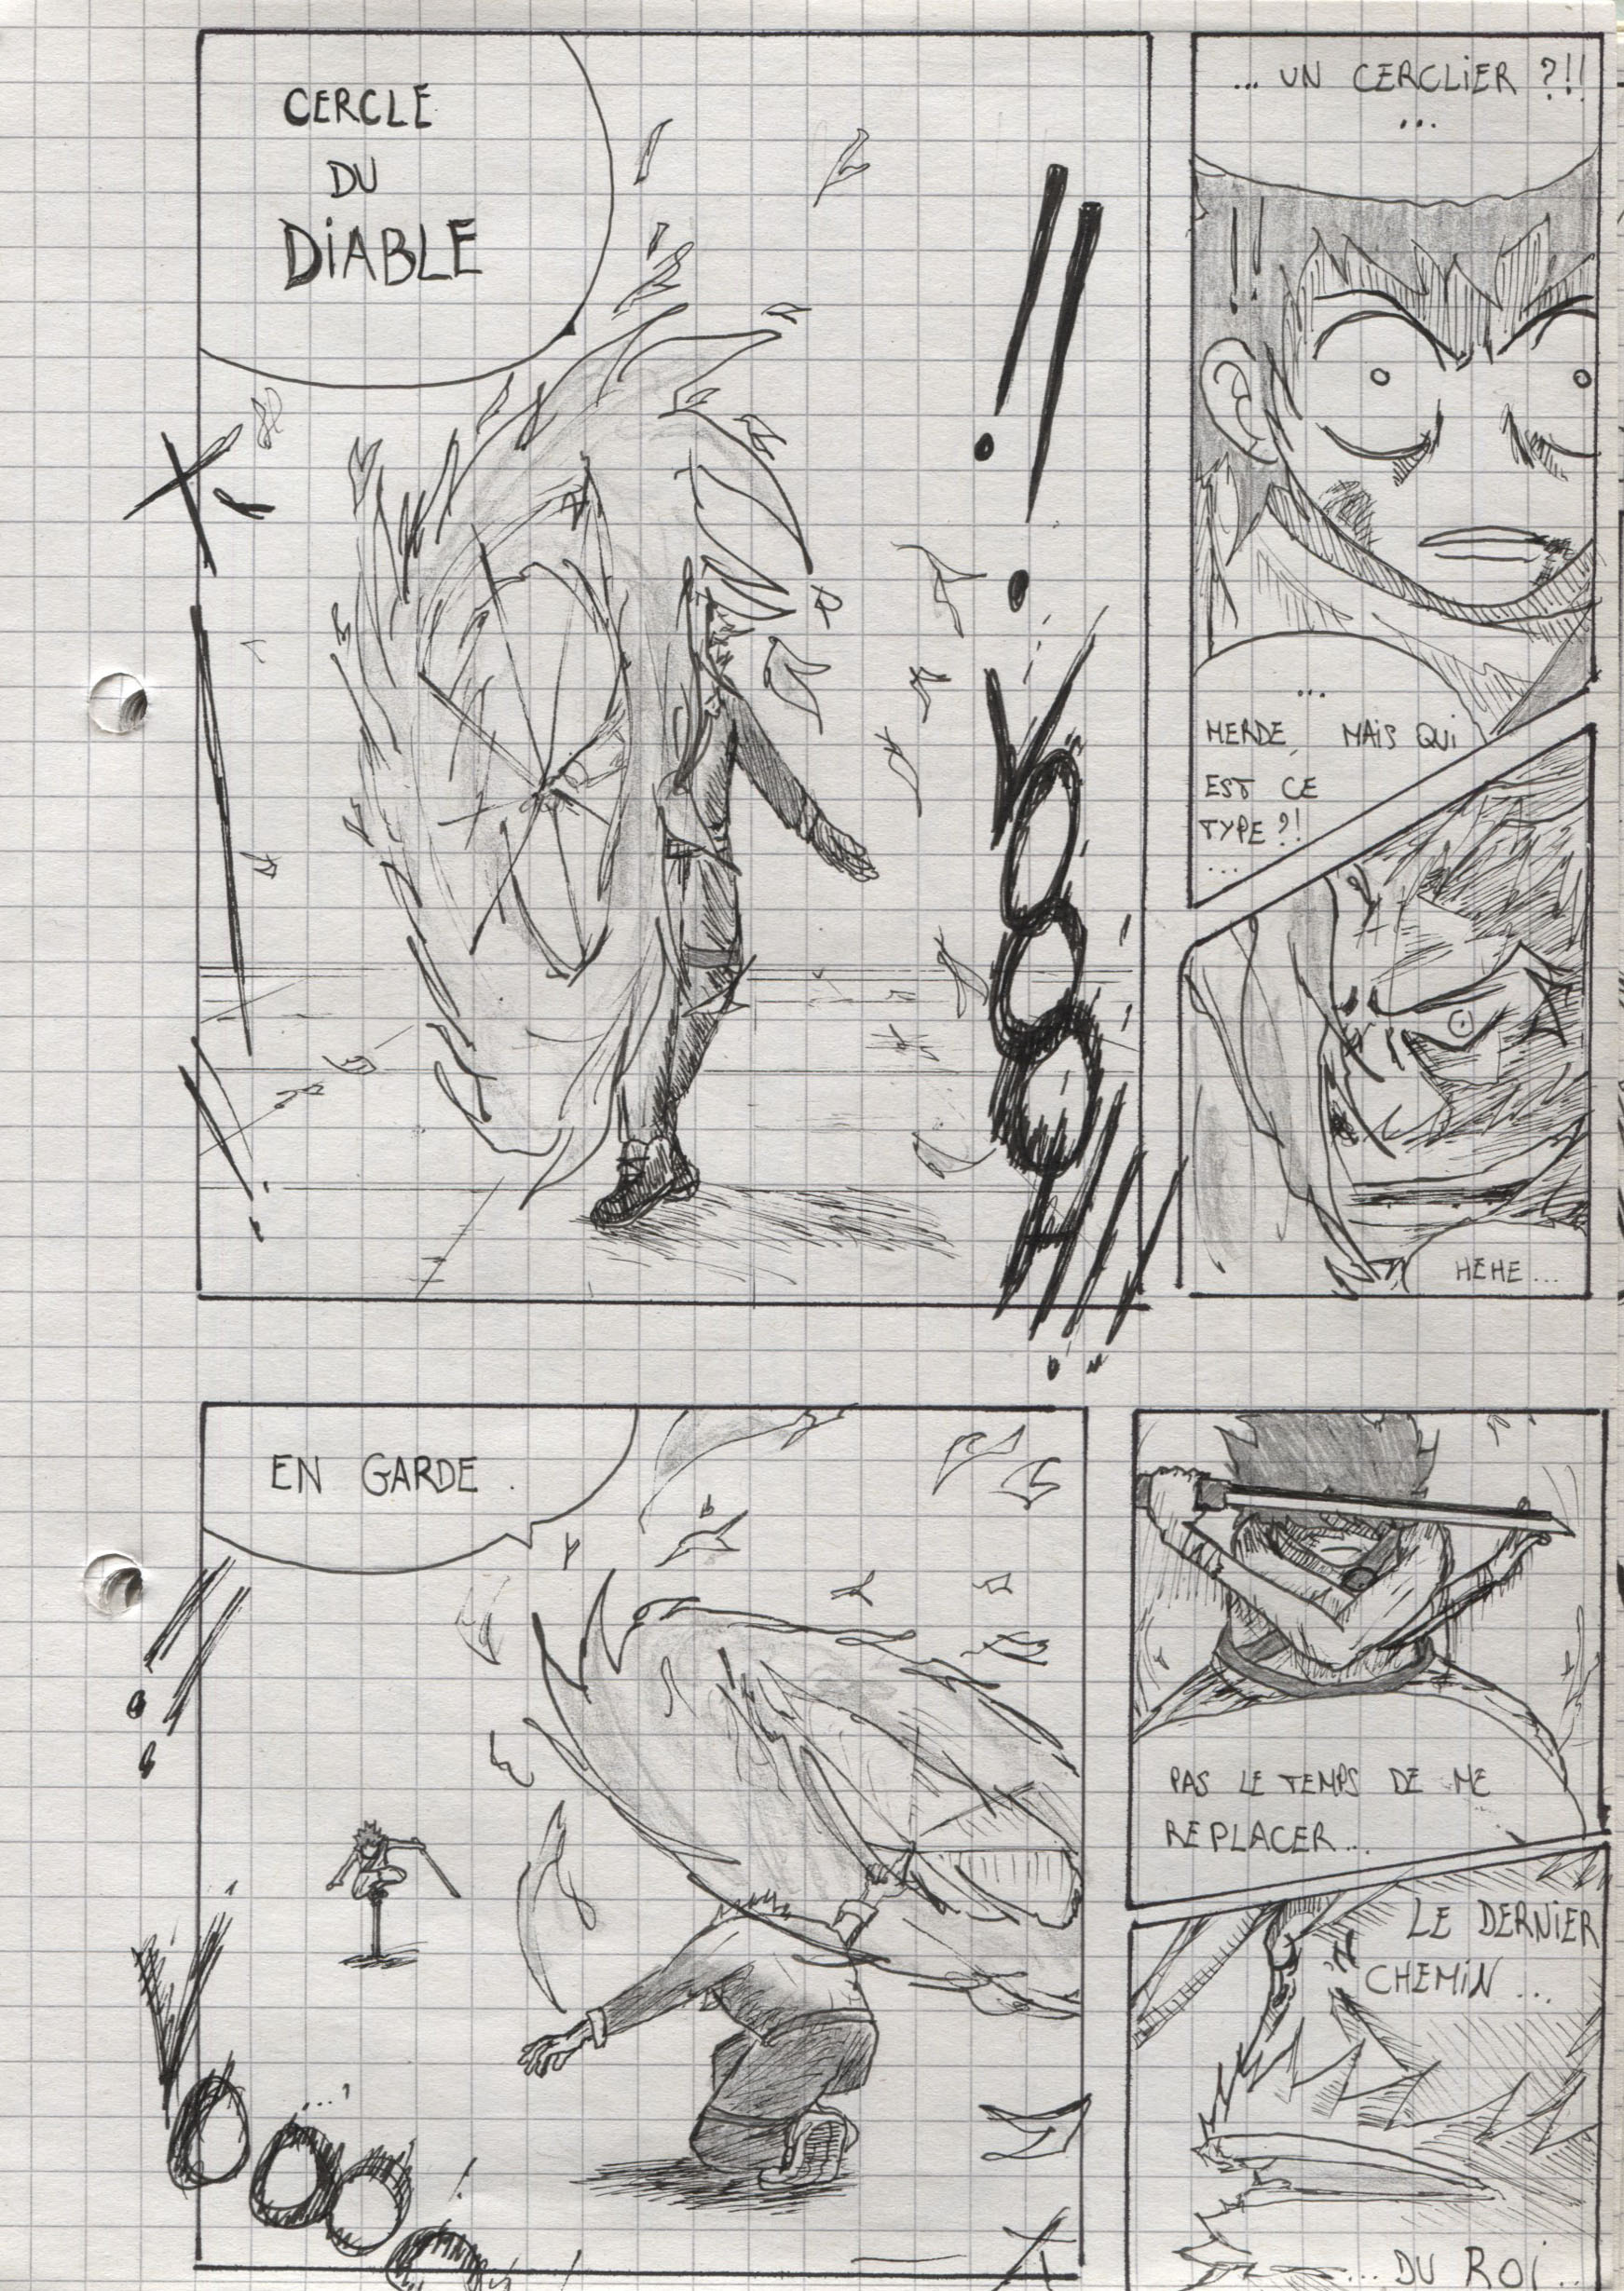 CERCLE
DU
DIABLE
... UN CERCLIER ?!!
...
!!
!!
VOOOH
...
MERDE, MAIS QUI
EST CE
TYPE ?!
...
HEHE...
EN GARDE.
!!
VOOOO
PAS LE TEMPS DE ME
REPLACER...
LE DERNIER
CHEMIN...
... DU ROI..